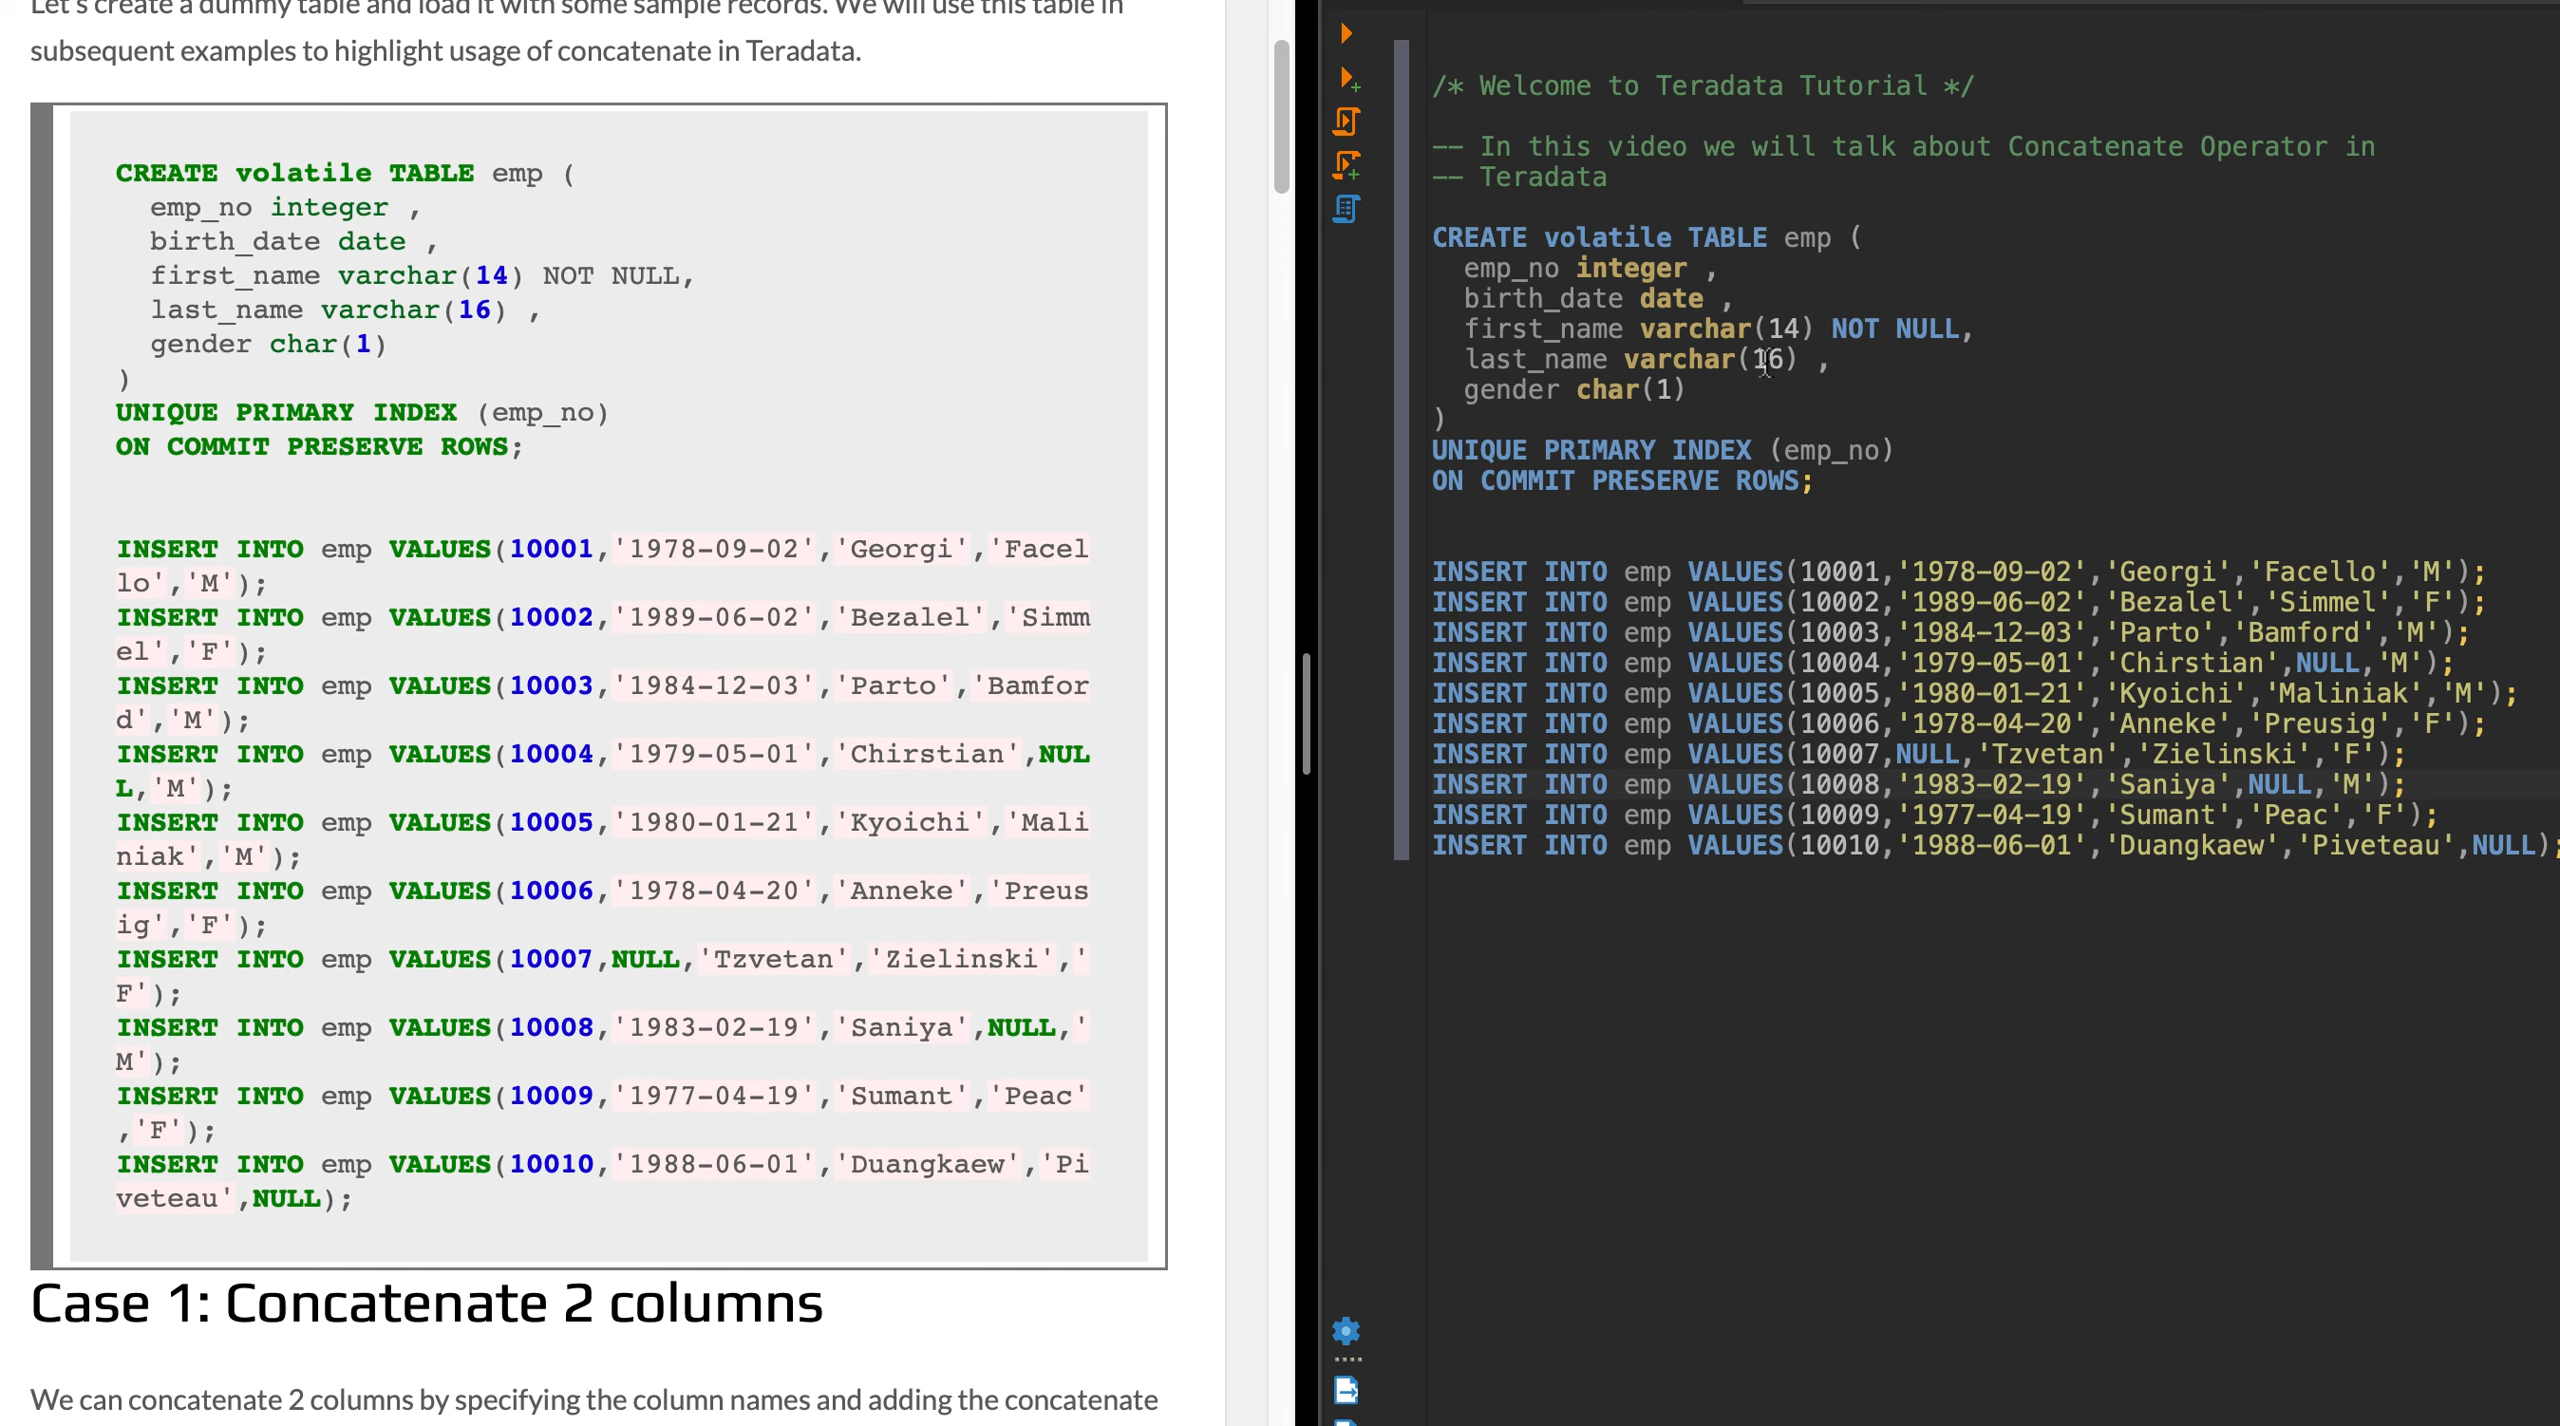 Let's create a dummy table and load it with some sample records. We will use this table in
subsequent examples to highlight usage of concatenate in Teradata.
CREATE volatile TABLE emp (
  emp_no integer ,
  birth_date date ,
  first_name varchar(14) NOT NULL,
  last_name varchar(16) ,
  gender char(1)
)
UNIQUE PRIMARY INDEX (emp_no)
ON COMMIT PRESERVE ROWS;
INSERT INTO emp VALUES(10001,'1978-09-02','Georgi','Facel
lo','M');
INSERT INTO emp VALUES(10002,'1989-06-02','Bezalel','Simm
el','F');
INSERT INTO emp VALUES(10003,'1984-12-03','Parto','Bamfor
d','M');
INSERT INTO emp VALUES(10004,'1979-05-01','Chirstian',NUL
L,'M');
INSERT INTO emp VALUES(10005,'1980-01-21','Kyoichi','Mali
niak','M');
INSERT INTO emp VALUES(10006,'1978-04-20','Anneke','Preus
ig','F');
INSERT INTO emp VALUES(10007,NULL,'Tzvetan','Zielinski','
F');
INSERT INTO emp VALUES(10008,'1983-02-19','Saniya',NULL,'
M');
INSERT INTO emp VALUES(10009,'1977-04-19','Sumant','Peac'
,'F');
INSERT INTO emp VALUES(10010,'1988-06-01','Duangkaew','Pi
veteau',NULL);
Case 1: Concatenate 2 columns
We can concatenate 2 columns by specifying the column names and adding the concatenate
/* Welcome to Teradata Tutorial */
-- In this video we will talk about Concatenate Operator in
-- Teradata
CREATE volatile TABLE emp (
  emp_no integer ,
  birth_date date ,
  first_name varchar(14) NOT NULL,
  last_name varchar(16) ,
  gender char(1)
)
UNIQUE PRIMARY INDEX (emp_no)
ON COMMIT PRESERVE ROWS;
INSERT INTO emp VALUES(10001,'1978-09-02','Georgi','Facello','M');
INSERT INTO emp VALUES(10002,'1989-06-02','Bezalel','Simmel','F');
INSERT INTO emp VALUES(10003,'1984-12-03','Parto','Bamford','M');
INSERT INTO emp VALUES(10004,'1979-05-01','Chirstian',NULL,'M');
INSERT INTO emp VALUES(10005,'1980-01-21','Kyoichi','Maliniak','M');
INSERT INTO emp VALUES(10006,'1978-04-20','Anneke','Preusig','F');
INSERT INTO emp VALUES(10007,NULL,'Tzvetan','Zielinski','F');
INSERT INTO emp VALUES(10008,'1983-02-19','Saniya',NULL,'M');
INSERT INTO emp VALUES(10009,'1977-04-19','Sumant','Peac','F');
INSERT INTO emp VALUES(10010,'1988-06-01','Duangkaew','Piveteau',NULL);